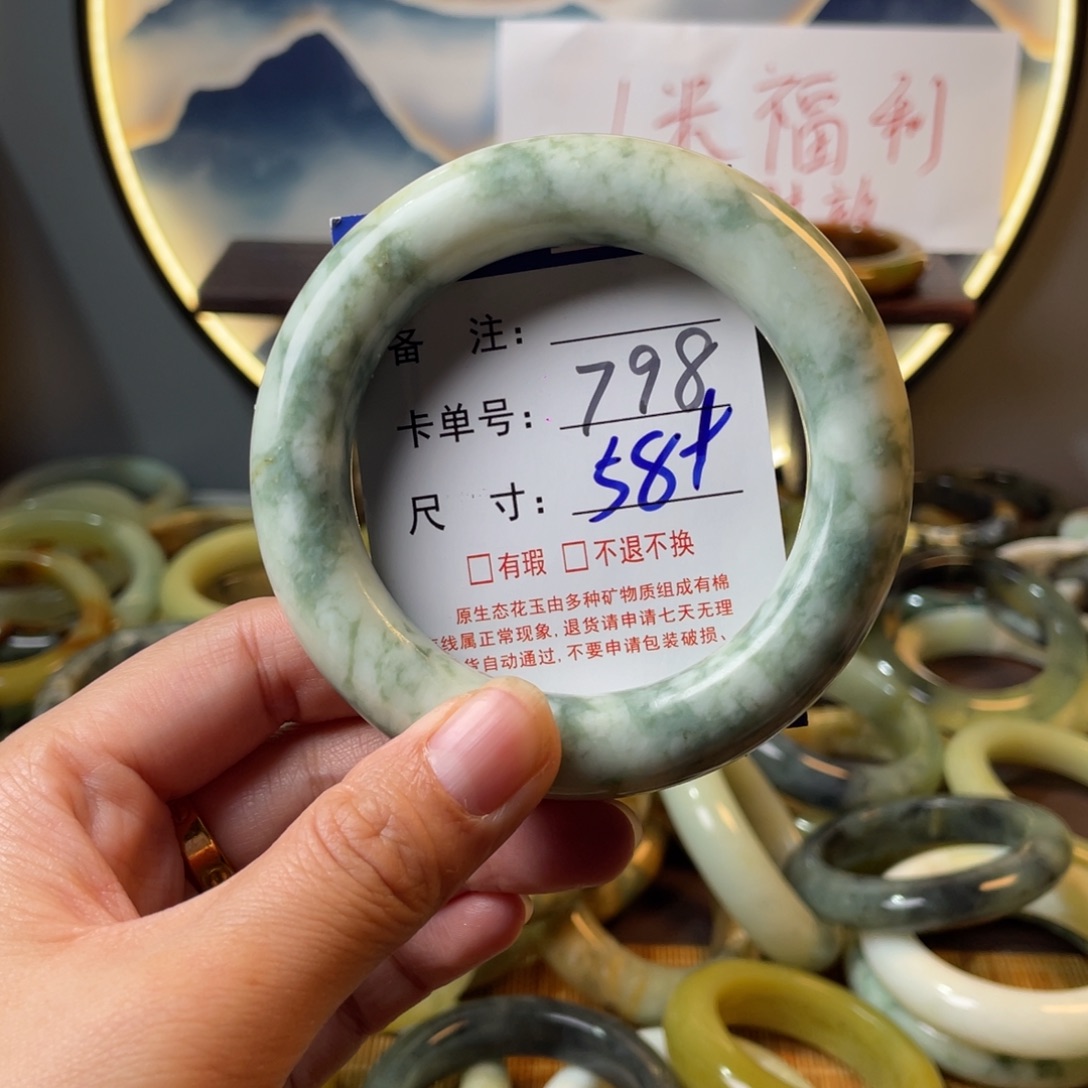 1米福利
备 注：
卡单号： 798
尺 寸： 58+
□有瑕 □不退不换
原生态花玉由多种矿物质组成有棉
线属正常现象，退货请申请七天无理
货自动通过，不要申请包装破损、